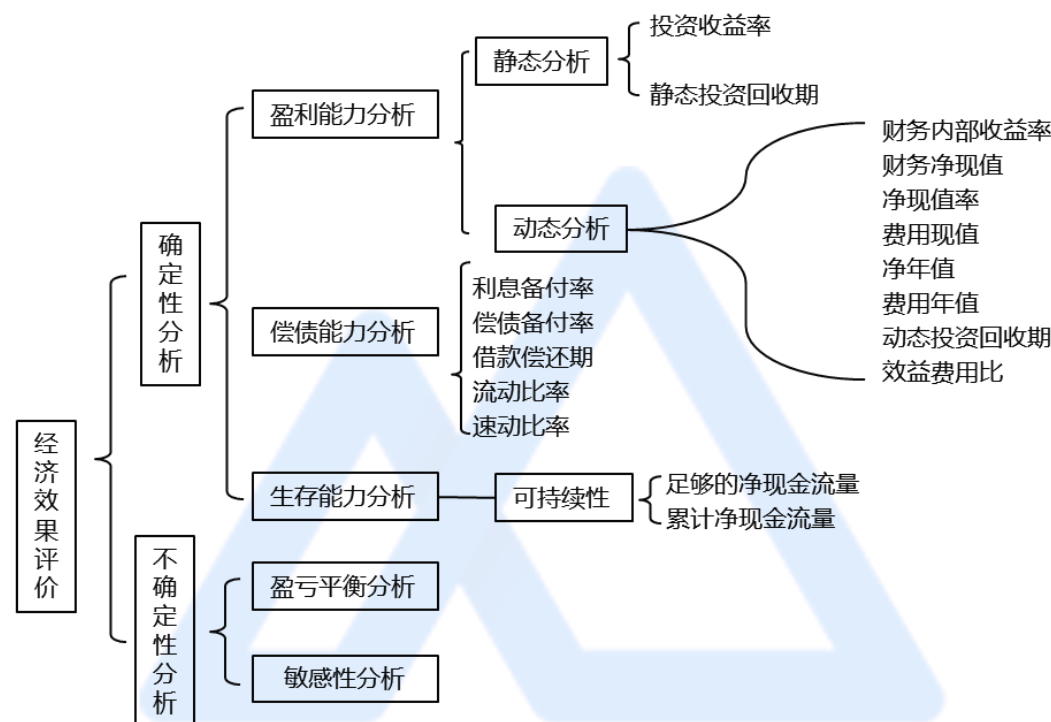 经济效果评价
确定性分析
盈利能力分析
静态分析
投资收益率
静态投资回收期
动态分析
财务内部收益率
财务净现值
净现值率
费用现值
净年值
费用年值
动态投资回收期
效益费用比
偿债能力分析
利息备付率
偿债备付率
借款偿还期
流动比率
速动比率
生存能力分析
可持续性
足够的净现金流量
累计净现金流量
不确定性分析
盈亏平衡分析
敏感性分析